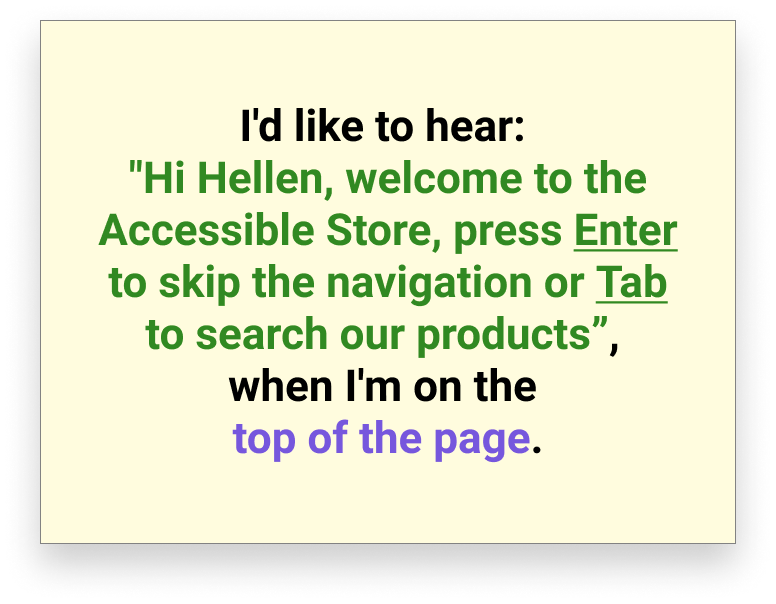 I'd like to hear:
"Hi Hellen, welcome to the
Accessible Store, press Enter
to skip the navigation or Tab
to search our products”,
when I'm on the
top of the page.